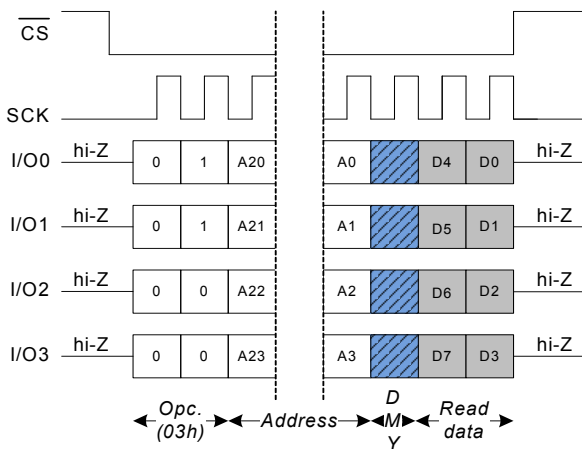 CS
SCK
I/O0 hi-Z 0 1 A20 A0 D4 D0 hi-Z
I/O1 hi-Z 0 1 A21 A1 D5 D1 hi-Z
I/O2 hi-Z 0 0 A22 A2 D6 D2 hi-Z
I/O3 hi-Z 0 0 A23 A3 D7 D3 hi-Z
Opc. (03h)
Address
D
M
Y
Read
data